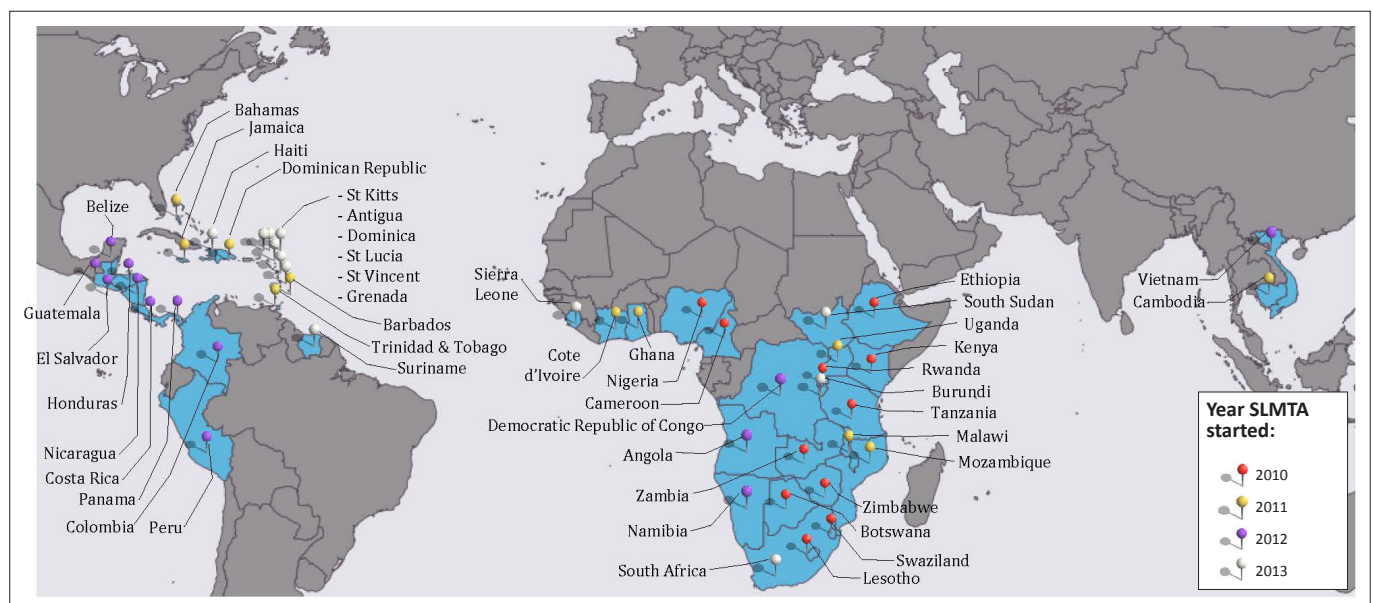 Bahamas
Jamaica
Haiti
Dominican Republic
- St Kitts
- Antigua
- Dominica
- St Lucia
- St Vincent
- Grenada
Belize
Guatemala
El Salvador
Honduras
Nicaragua
Costa Rica
Panama
Colombia
Peru
Barbados
Trinidad & Tobago
Suriname
Sierra
Leone
Cote
d'Ivoire
Ghana
Nigeria
Cameroon
Democratic Republic of Congo
Angola
Zambia
Namibia
South Africa
Ethiopia
South Sudan
Uganda
Kenya
Rwanda
Burundi
Tanzania
Malawi
Mozambique
Zimbabwe
Botswana
Swaziland
Lesotho
Vietnam
Cambodia
Year SLMTA
started:
2010
2011
2012
2013